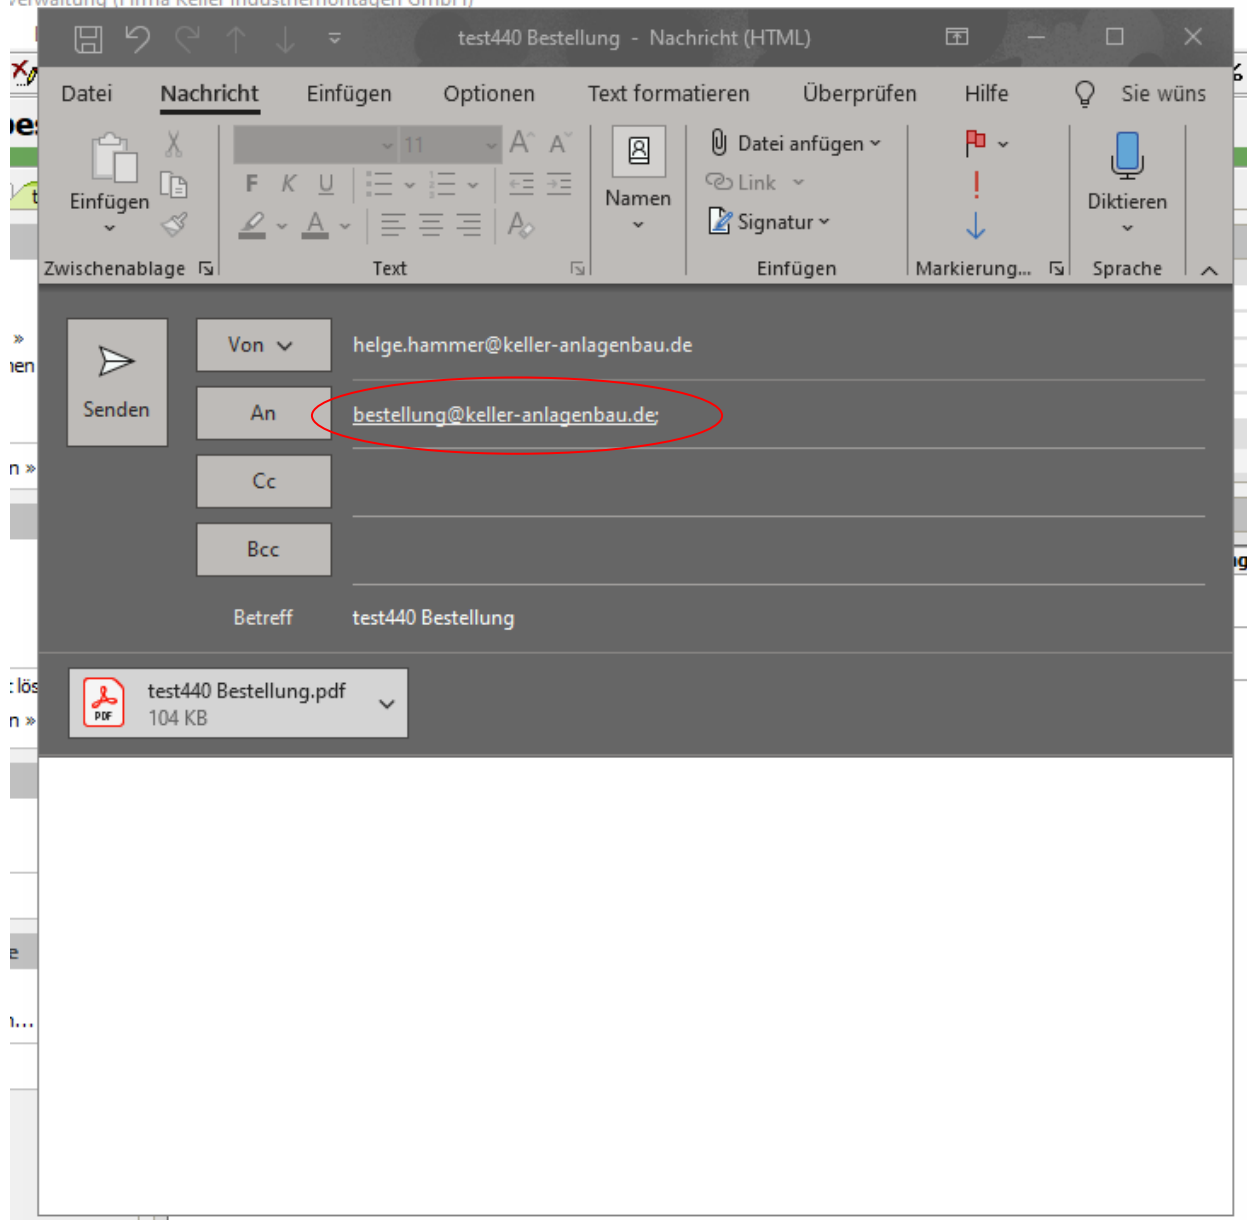 test440 Bestellung - Nachricht (HTML)
Datei Nachricht Einfügen Optionen Text formatieren Überprüfen Hilfe Sie wüns
Einfügen
11
F K U
Namen
Datei anfügen
Link
Signatur
Diktieren
Zwischenablage Text Einfügen Markierung... Sprache
Senden
Von helge.hammer@keller-anlagenbau.de
An bestellung@keller-anlagenbau.de;
Cc
Bcc
Betreff test440 Bestellung
test440 Bestellung.pdf
PDF 104 KB